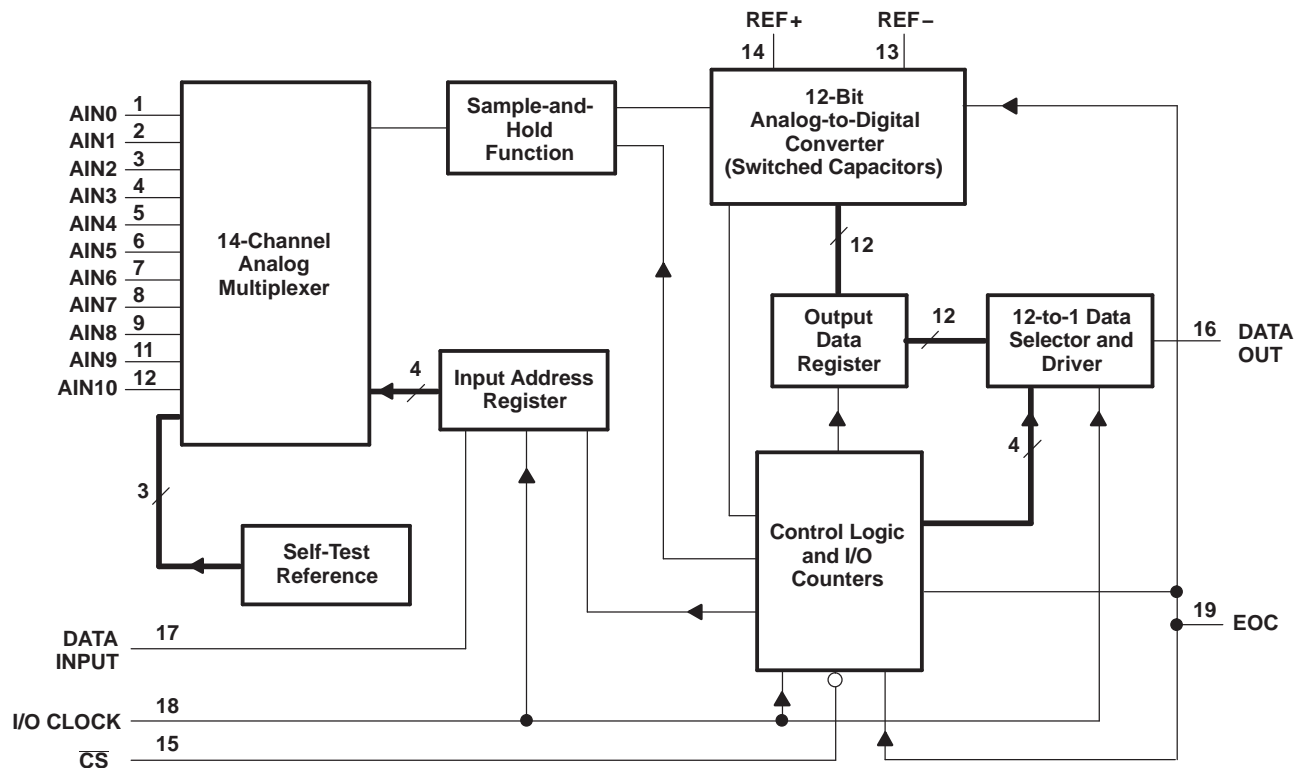 REF+
REF−
14
13
12-Bit
Analog-to-Digital
Converter
(Switched Capacitors)
Sample-and-
Hold
Function
14-Channel
Analog
Multiplexer
AIN0 1
AIN1 2
AIN2 3
AIN3 4
AIN4 5
AIN5 6
AIN6 7
AIN7 8
AIN8 9
AIN9 11
AIN10 12
12
Output
Data
Register
12
12-to-1 Data
Selector and
Driver
16 DATA
OUT
4
Input Address
Register
4
3
Self-Test
Reference
Control Logic
and I/O
Counters
19 EOC
DATA
INPUT
17
I/O CLOCK 18
CS 15